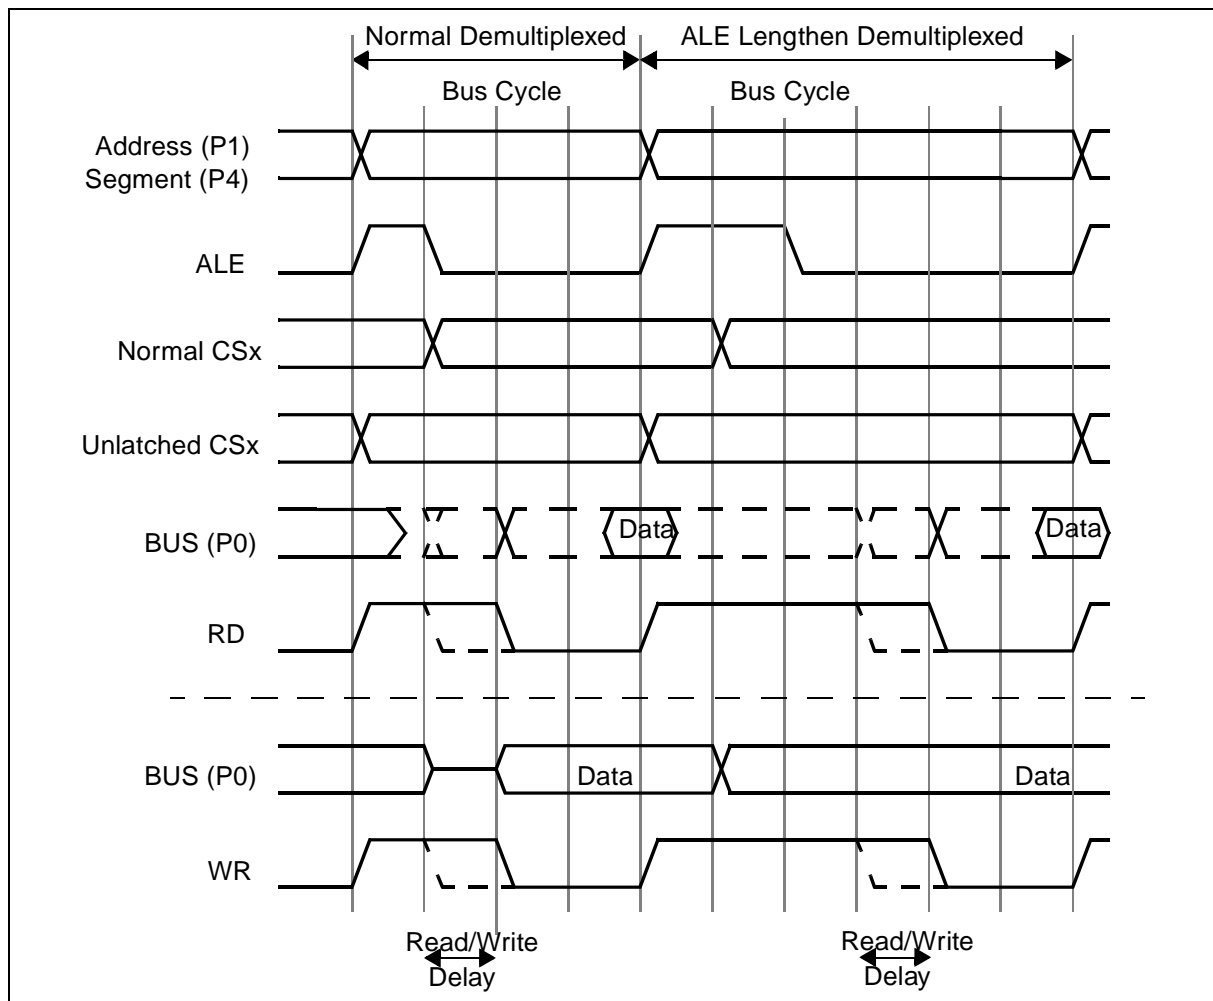 Normal Demultiplexed ALE Lengthen Demultiplexed
Bus Cycle Bus Cycle
Address (P1)
Segment (P4)
ALE
Normal CSx
Unlatched CSx
BUS (P0) Data Data
RD
BUS (P0) Data Data
WR
Read/Write Read/Write
Delay Delay